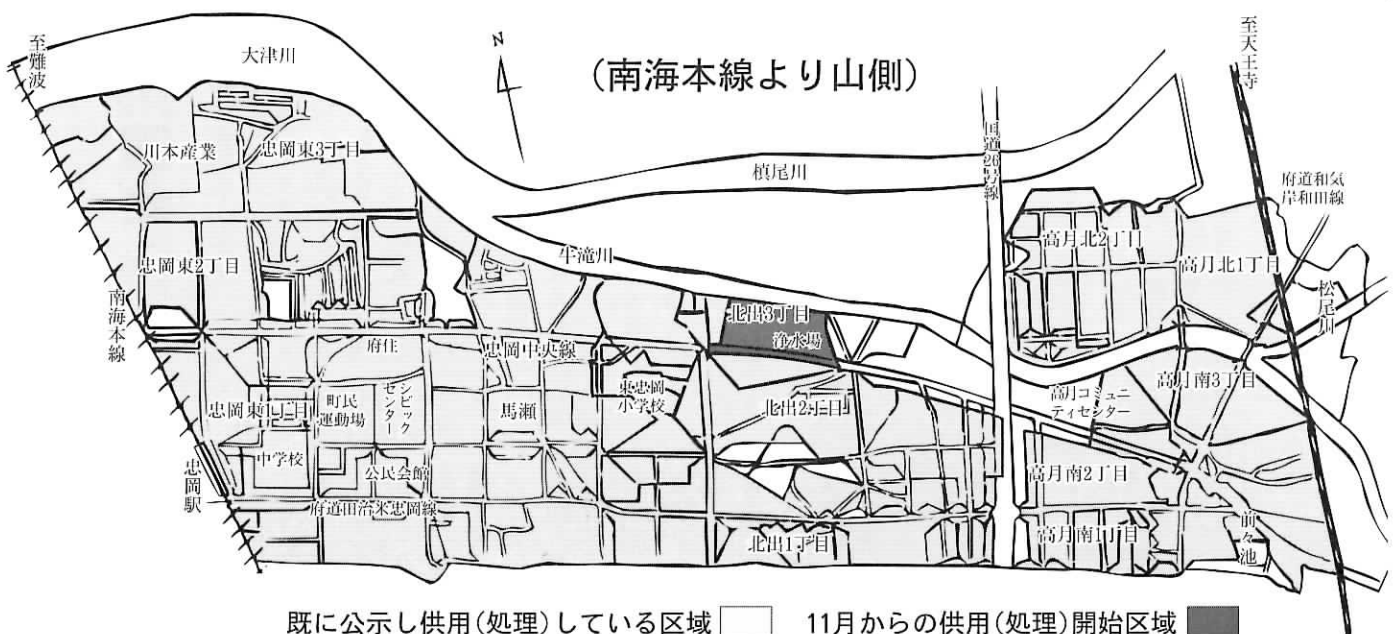 至難波
大津川
N
(南海本線より山側)
至天王寺
川本産業
忠岡東3丁目
国道26号線
槙尾川
府道和気
岸和田線
忠岡東2丁目
牛滝川
高月北2丁目
高月北1丁目
松尾川
南海本線
北出3丁目
浄水場
府住
忠岡中央線
高月南3丁目
東忠岡
小学校
高月コミュニ
ティセンター
忠岡東1丁目
町民
運動場
シビック
センター
馬瀬
北出2丁目
中学校
公民会館
忠岡駅
高月南2丁目
府道田治米忠岡線
北出1丁目
高月南1丁目
前々池
既に公示し供用(処理)している区域
11月からの供用(処理)開始区域